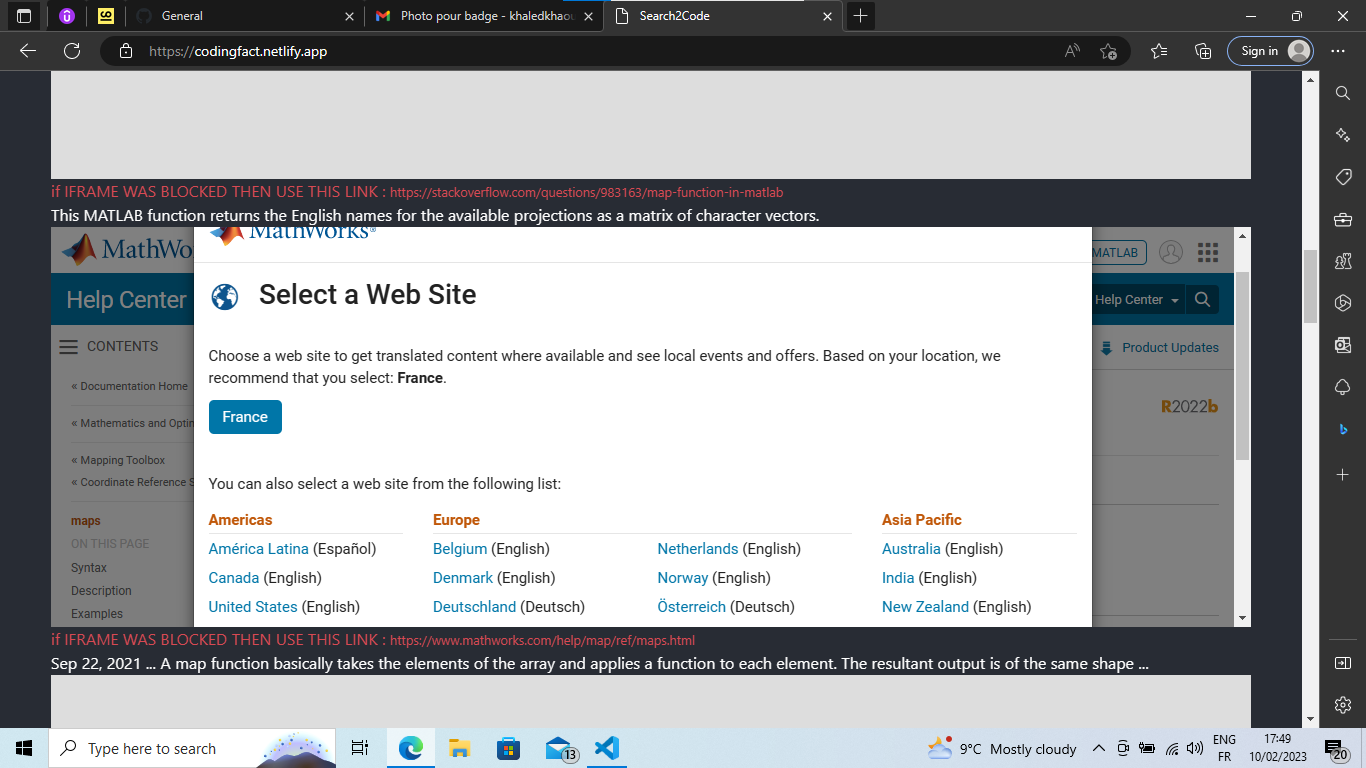 General
Photo pour badge - khaledkhaou
Search2Code
https://codingfact.netlify.app
Sign in
if IFRAME WAS BLOCKED THEN USE THIS LINK : https://stackoverflow.com/questions/983163/map-function-in-matlab
This MATLAB function returns the English names for the available projections as a matrix of character vectors.
MathWo
MathWorks®
MATLAB
Help Center
Select a Web Site
Help Center
CONTENTS
Choose a web site to get translated content where available and see local events and offers. Based on your location, we
recommend that you select: France.
Product Updates
« Documentation Home
France
R2022b
« Mathematics and Optin
« Mapping Toolbox
« Coordinate Reference S
You can also select a web site from the following list:
maps
Americas Europe Asia Pacific
ON THIS PAGE
América Latina (Español) Belgium (English) Netherlands (English) Australia (English)
Syntax
Canada (English) Denmark (English) Norway (English) India (English)
Description
United States (English) Deutschland (Deutsch) Österreich (Deutsch) New Zealand (English)
Examples
if IFRAME WAS BLOCKED THEN USE THIS LINK : https://www.mathworks.com/help/map/ref/maps.html
Sep 22, 2021 ... A map function basically takes the elements of the array and applies a function to each element. The resultant output is of the same shape ...
Type here to search
13
9°C Mostly cloudy
ENG
FR
17:49
10/02/2023
20